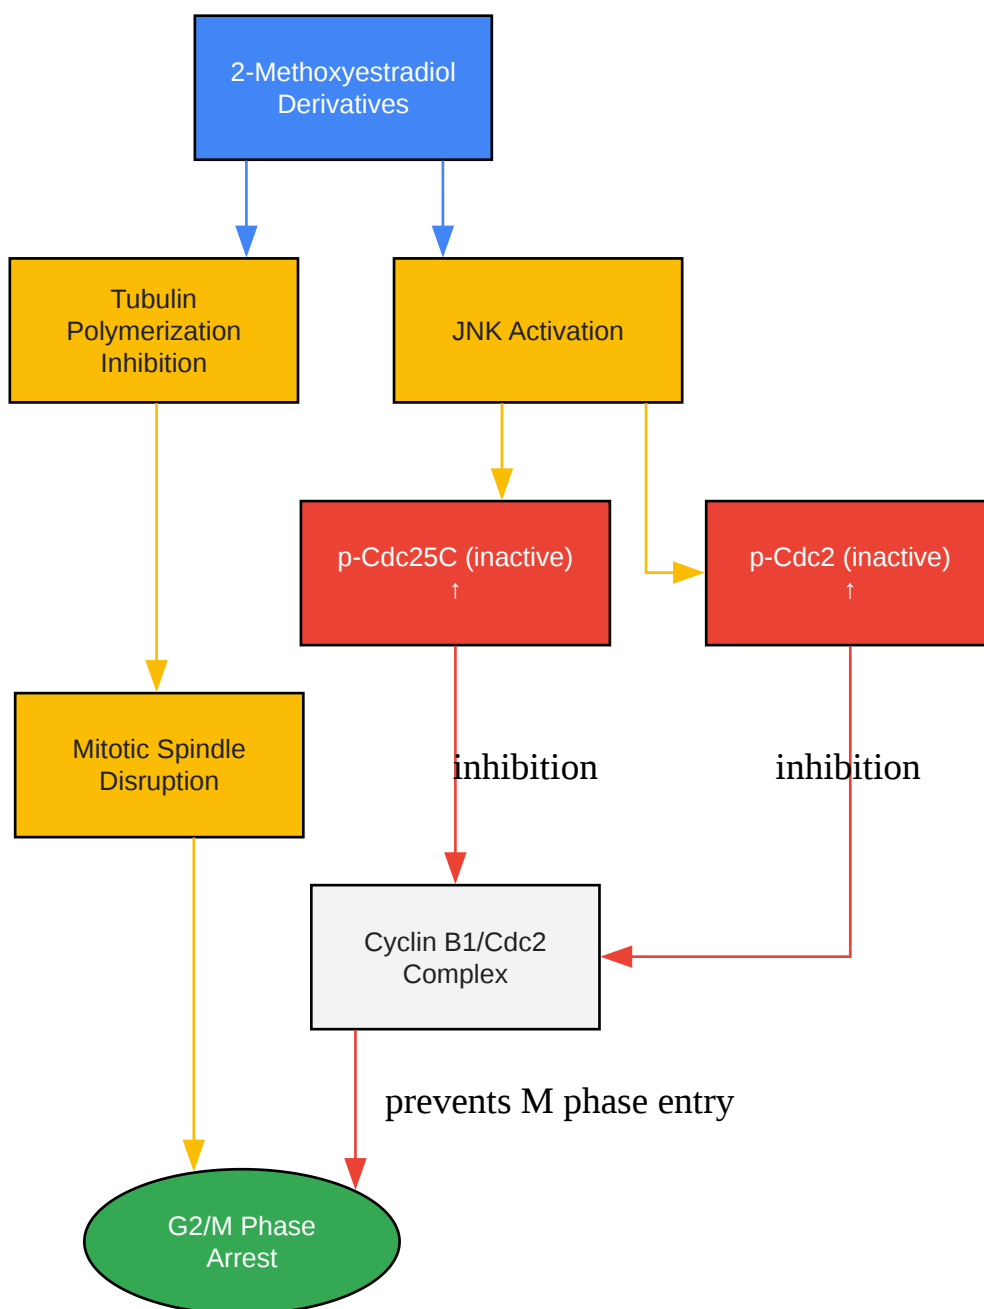 2-Methoxyestradiol
Derivatives
Tubulin
Polymerization
Inhibition
JNK Activation
p-Cdc25C (inactive)
↑
p-Cdc2 (inactive)
↑
Mitotic Spindle
Disruption
inhibition
inhibition
Cyclin B1/Cdc2
Complex
prevents M phase entry
G2/M Phase
Arrest